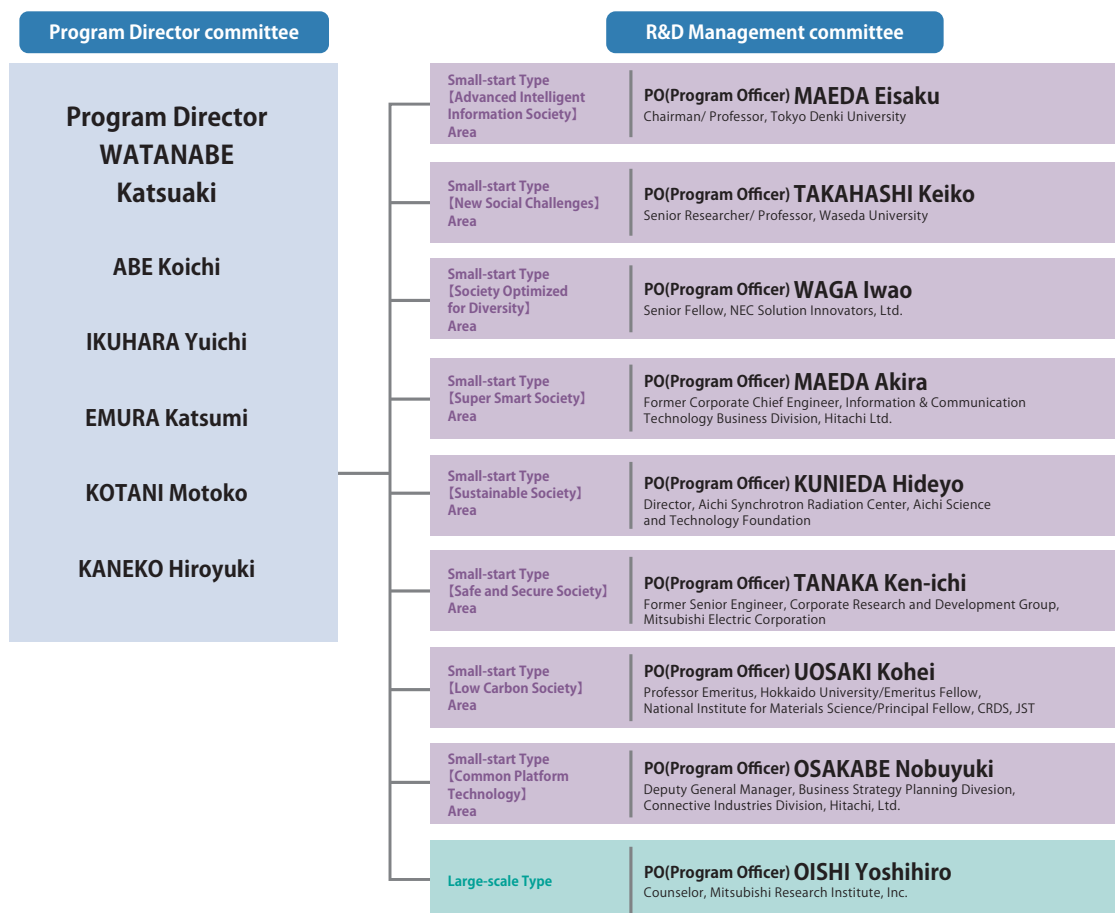 Program Director committee
Program Director
WATANABE
Katsuaki
ABE Koichi
IKUHARA Yuichi
EMURA Katsumi
KOTANI Motoko
KANEKO Hiroyuki
R&D Management committee
Small-start Type
【Advanced Intelligent
Information Society】
Area
PO(Program Officer) MAEDA Eisaku
Chairman/ Professor, Tokyo Denki University
Small-start Type
【New Social Challenges】
Area
PO(Program Officer) TAKAHASHI Keiko
Senior Researcher/ Professor, Waseda University
Small-start Type
【Society Optimized
for Diversity】
Area
PO(Program Officer) WAGA Iwao
Senior Fellow, NEC Solution Innovators, Ltd.
Small-start Type
【Super Smart Society】
Area
PO(Program Officer) MAEDA Akira
Former Corporate Chief Engineer, Information & Communication
Technology Business Division, Hitachi Ltd.
Small-start Type
【Sustainable Society】
Area
PO(Program Officer) KUNIEDA Hideyo
Director, Aichi Synchrotron Radiation Center, Aichi Science
and Technology Foundation
Small-start Type
【Safe and Secure Society】
Area
PO(Program Officer) TANAKA Ken-ichi
Former Senior Engineer, Corporate Research and Development Group,
Mitsubishi Electric Corporation
Small-start Type
【Low Carbon Society】
Area
PO(Program Officer) UOSAKI Kohei
Professor Emeritus, Hokkaido University/Emeritus Fellow,
National Institute for Materials Science/Principal Fellow, CRDS, JST
Small-start Type
【Common Platform
Technology】
Area
PO(Program Officer) OSAKABE Nobuyuki
Deputy General Manager, Business Strategy Planning Divesion,
Connective Industries Division, Hitachi, Ltd.
Large-scale Type
PO(Program Officer) OISHI Yoshihiro
Counselor, Mitsubishi Research Institute, Inc.